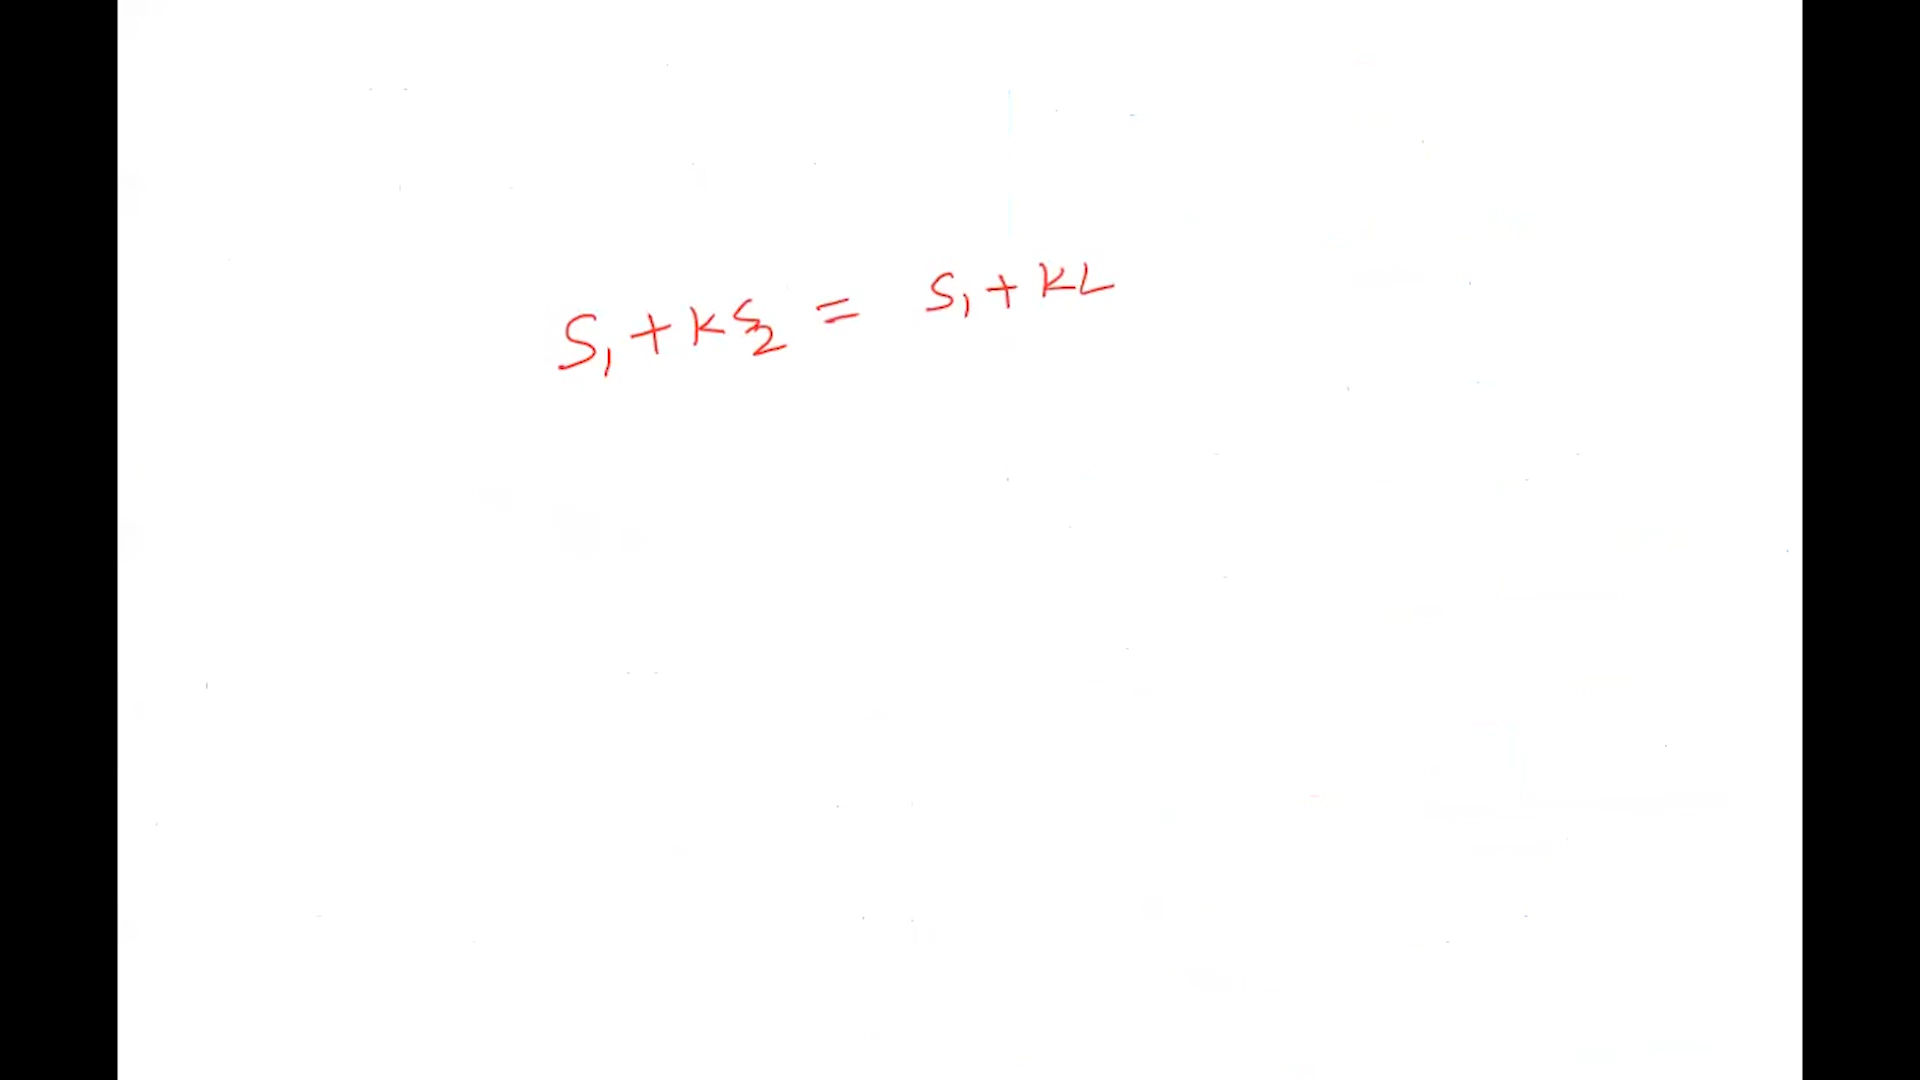 S₁ + KS₂ = S₁ + KL